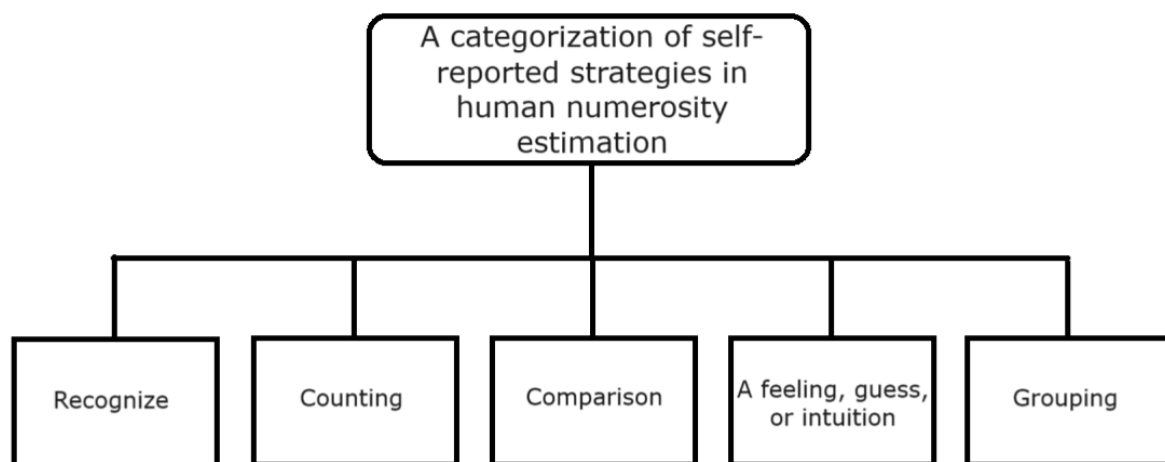 A categorization of self-
reported strategies in
human numerosity
estimation
Recognize
Counting
Comparison
A feeling, guess,
or intuition
Grouping